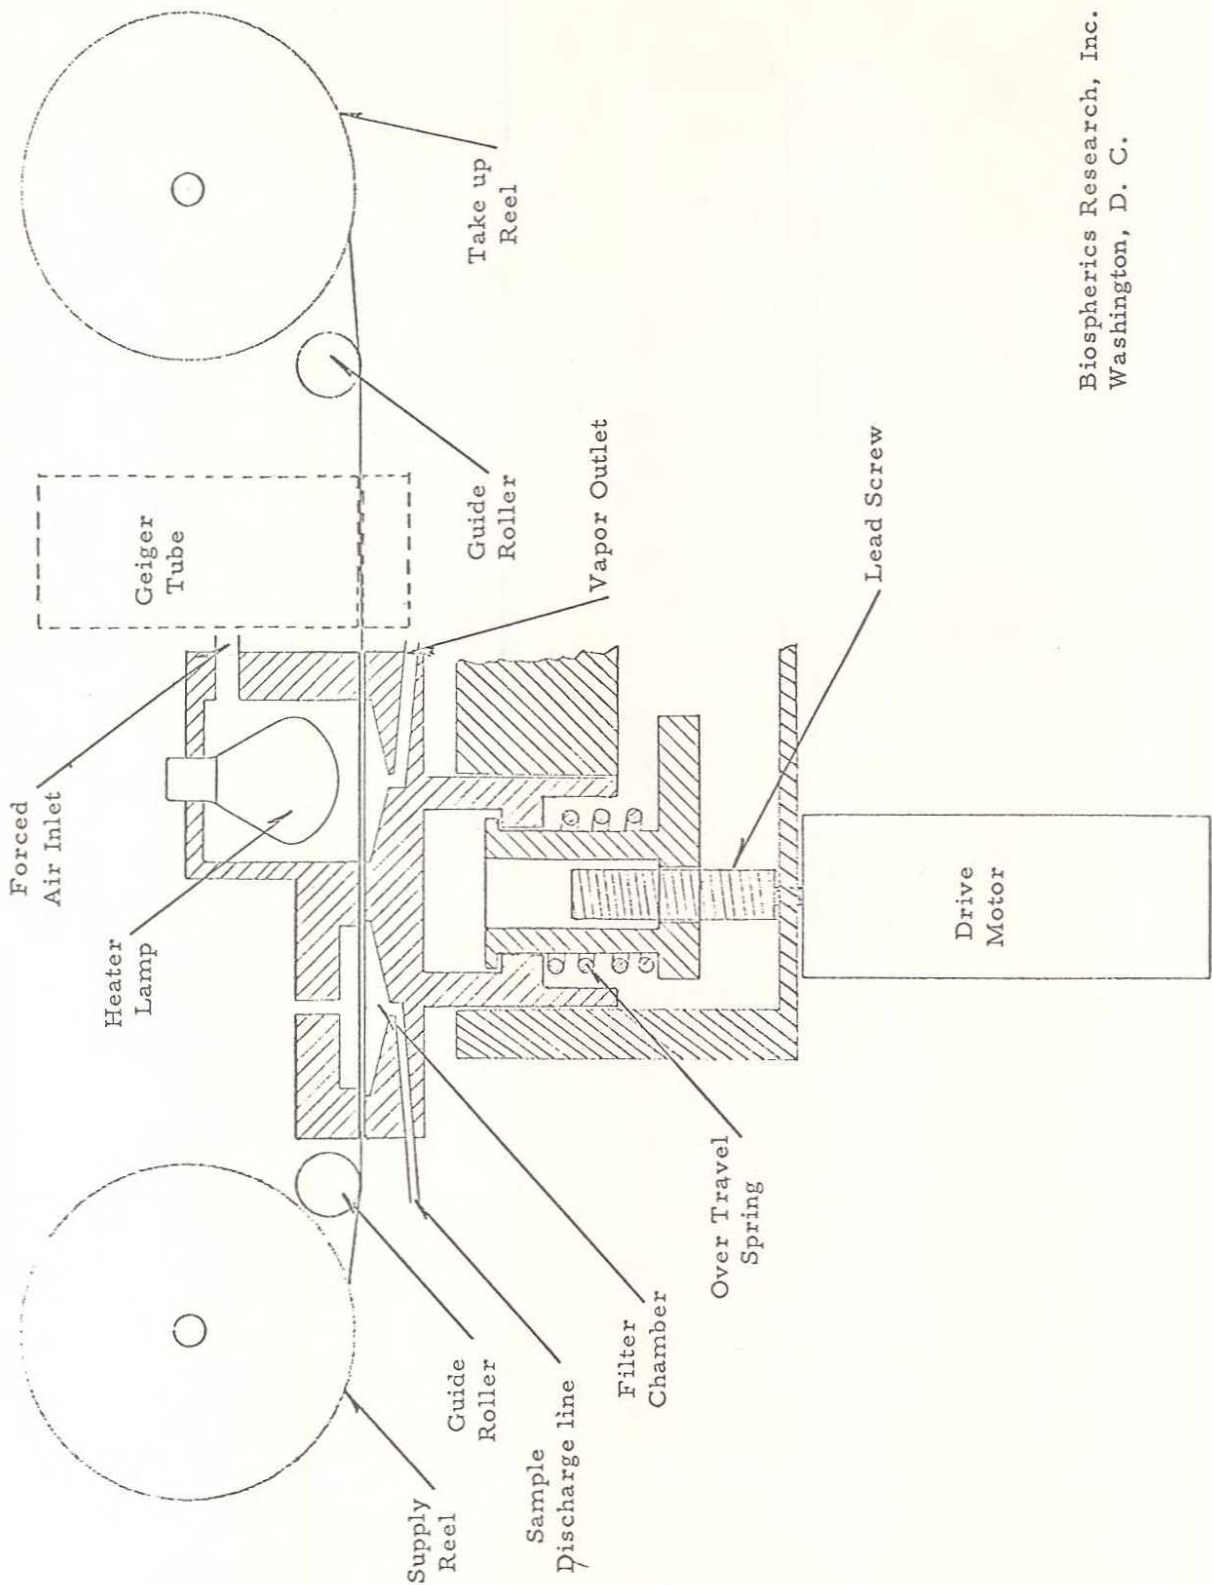 Supply
Reel
Guide
Roller
Sample
Discharge line
Filter
Chamber
Over Travel
Spring
Heater
Lamp
Forced
Air Inlet
Geiger
Tube
Guide
Roller
Vapor Outlet
Take up
Reel
Lead Screw
Drive
Motor
Biospherics Research, Inc.
Washington, D. C.